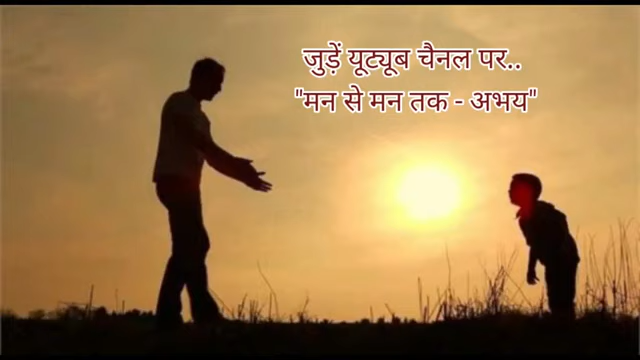 जुड़ें यूट्यूब चैनल पर..
"मन से मन तक - अभय"